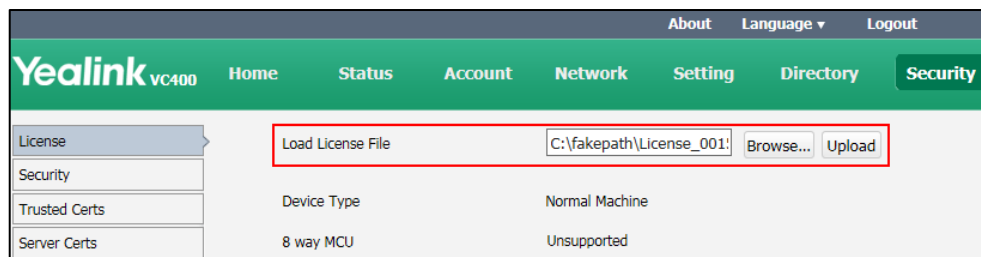 About Language ▾ Logout
Yealink VC400 Home Status Account Network Setting Directory Security
License
Load License File C:\fakepath\License_001 Browse... Upload
Security
Trusted Certs
Device Type Normal Machine
Server Certs
8 way MCU Unsupported